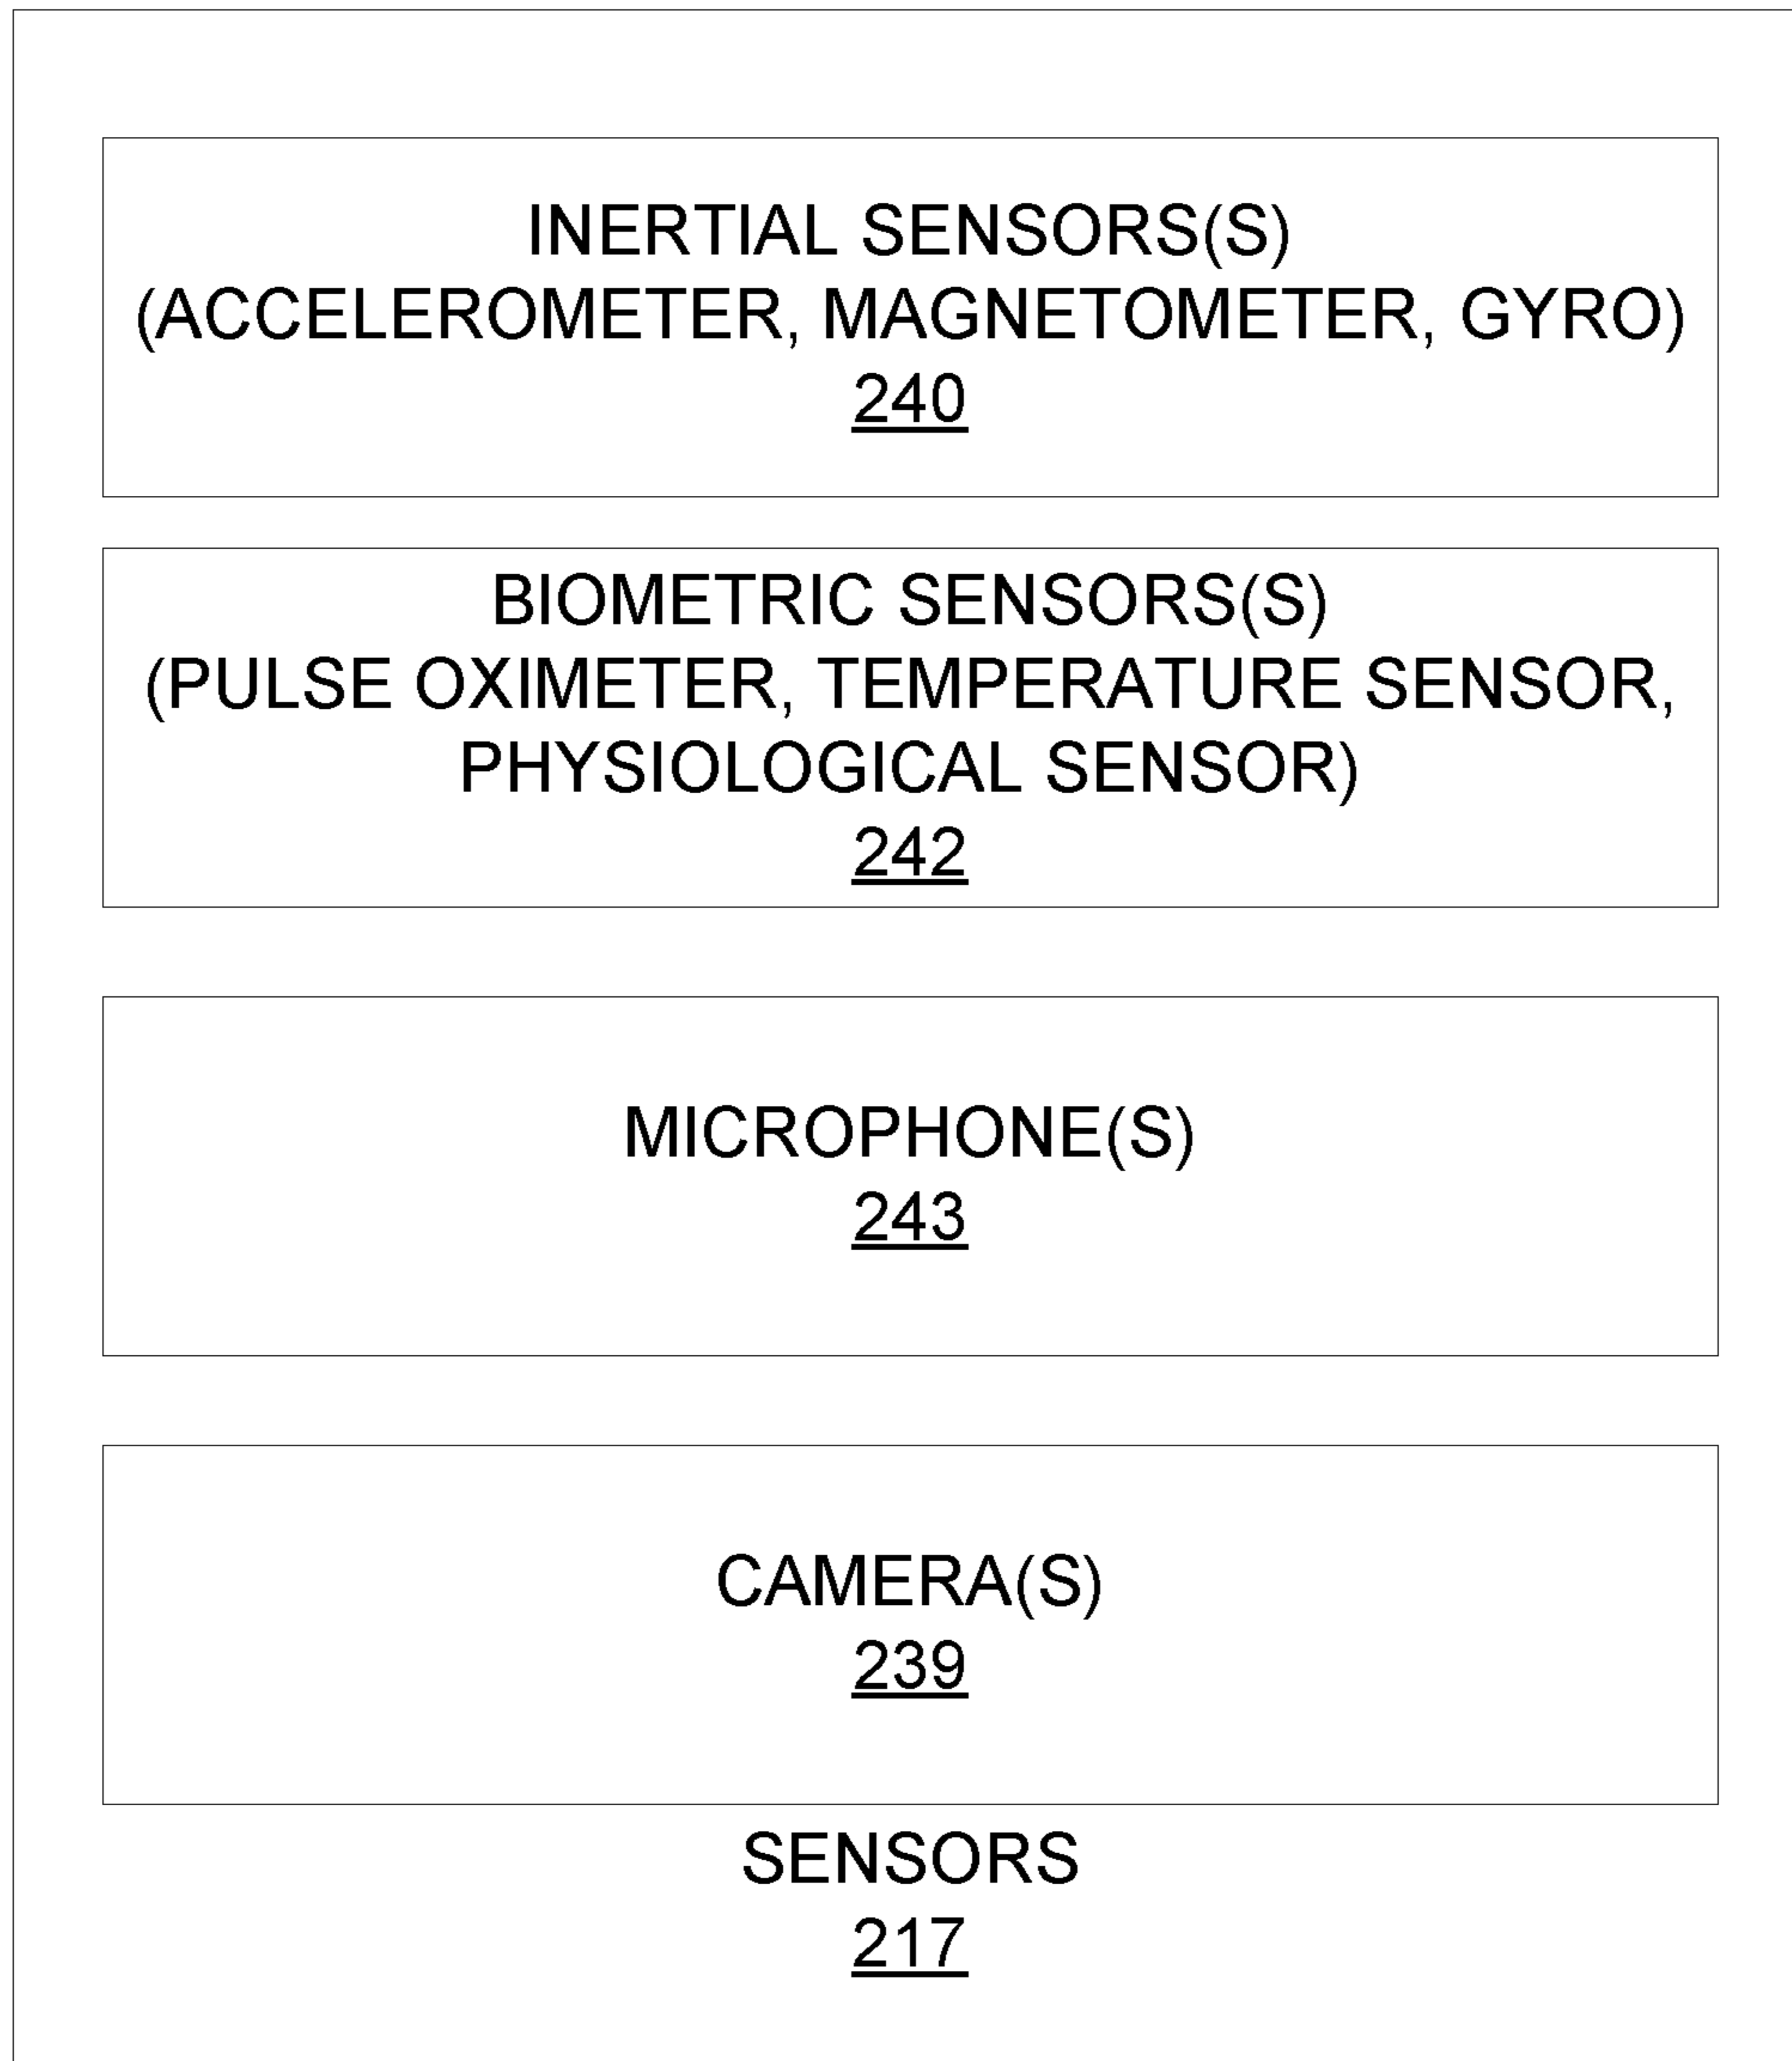 INERTIAL SENSORS(S)
(ACCELEROMETER, MAGNETOMETER, GYRO)
240
BIOMETRIC SENSORS(S)
(PULSE OXIMETER, TEMPERATURE SENSOR,
PHYSIOLOGICAL SENSOR)
242
MICROPHONE(S)
243
CAMERA(S)
239
SENSORS
217